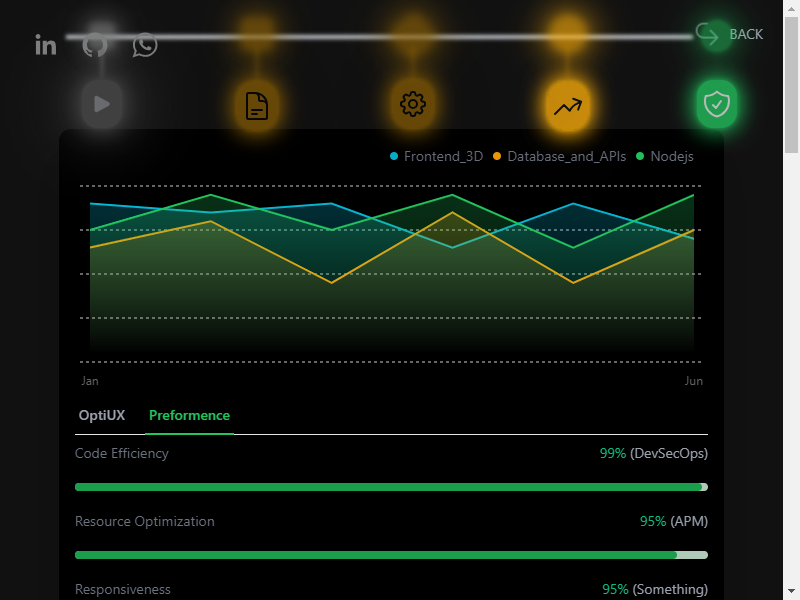 in
BACK
Frontend_3D Database_and_APIs Nodejs
Jan Jun
OptiUX Preformence
Code Efficiency 99% (DevSecOps)
Resource Optimization 95% (APM)
Responsiveness 95% (Something)